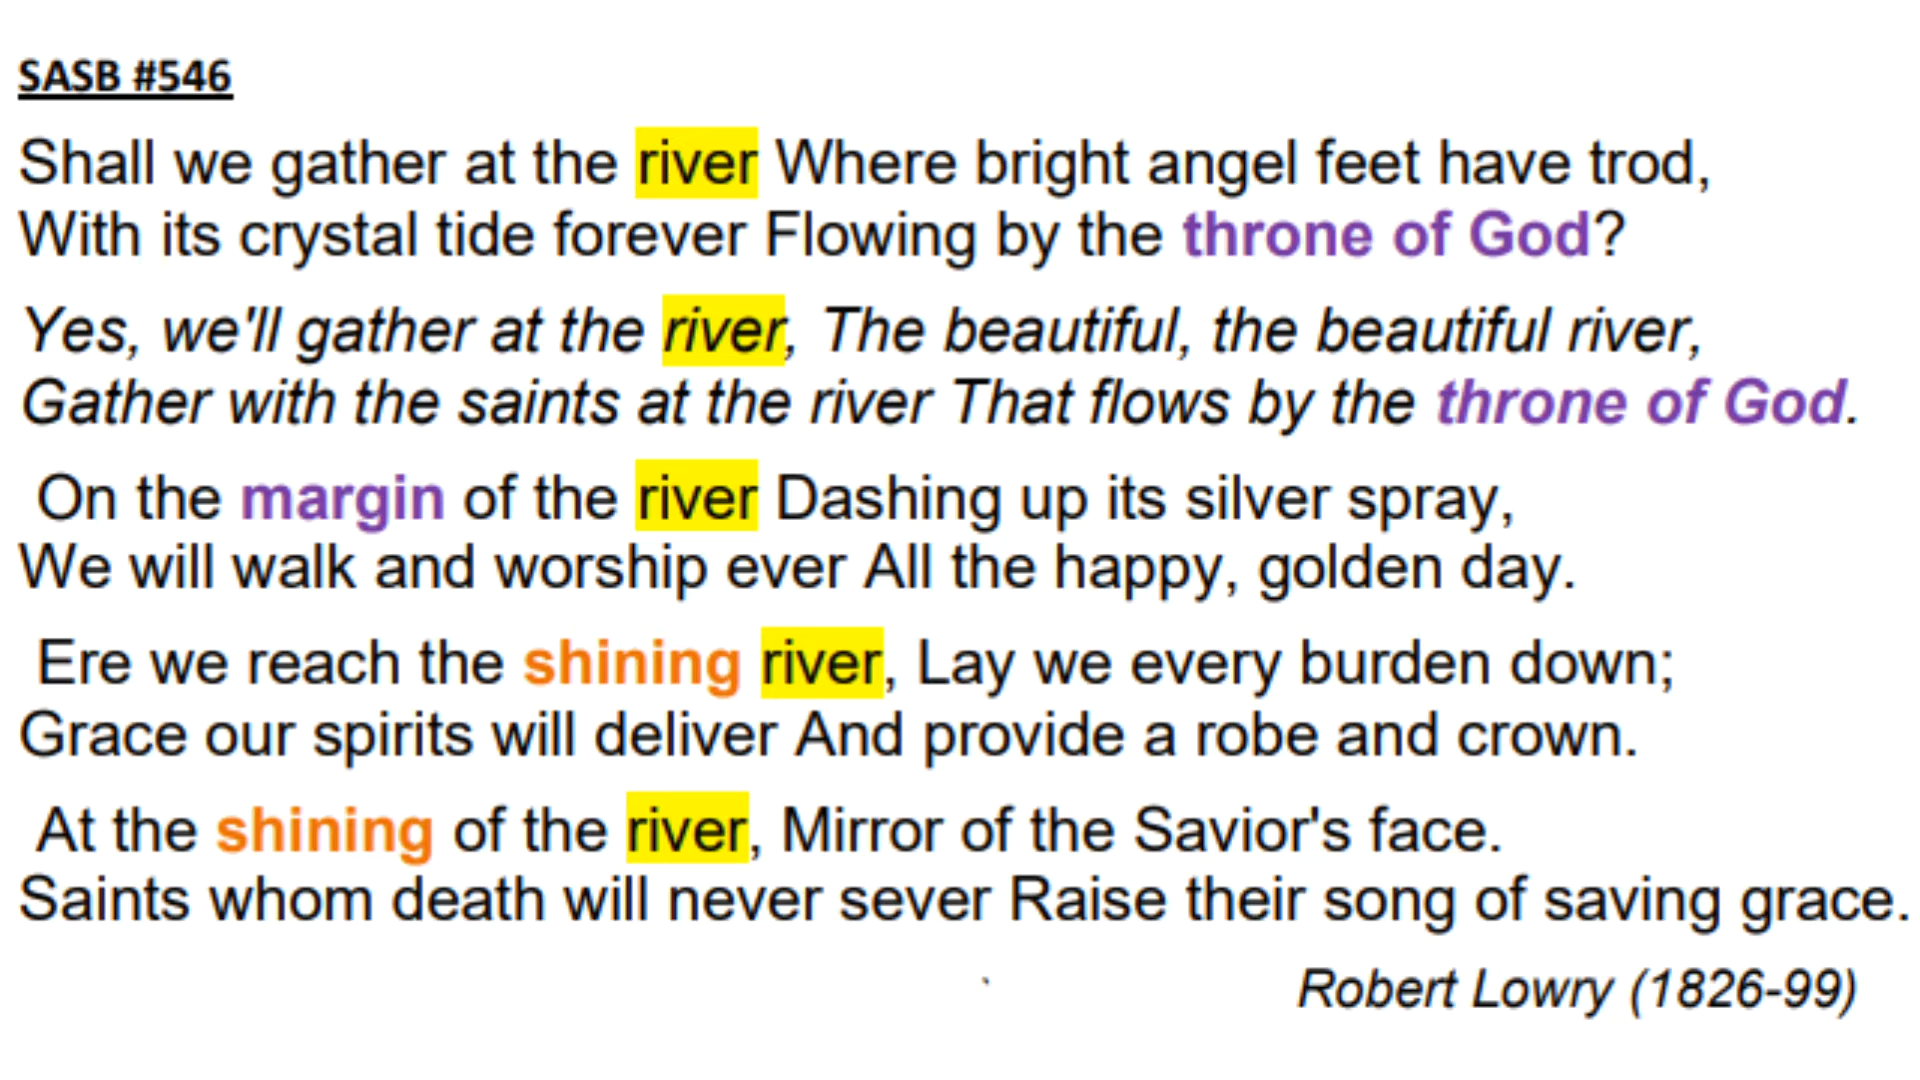 SASB #546
Shall we gather at the river Where bright angel feet have trod,
With its crystal tide forever Flowing by the throne of God?
Yes, we'll gather at the river, The beautiful, the beautiful river,
Gather with the saints at the river That flows by the throne of God.
On the margin of the river Dashing up its silver spray,
We will walk and worship ever All the happy, golden day.
Ere we reach the shining river, Lay we every burden down;
Grace our spirits will deliver And provide a robe and crown.
At the shining of the river, Mirror of the Savior's face.
Saints whom death will never sever Raise their song of saving grace.
Robert Lowry (1826-99)